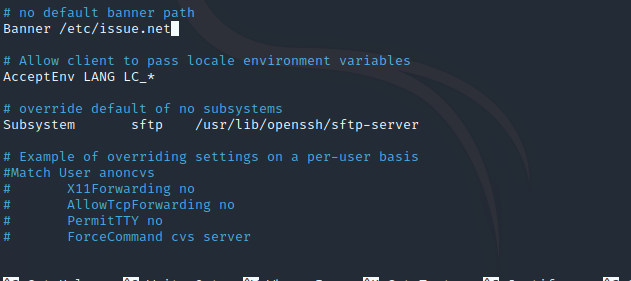 # no default banner path
Banner /etc/issue.net
# Allow client to pass locale environment variables
AcceptEnv LANG LC_*
# override default of no subsystems
Subsystem       sftp    /usr/lib/openssh/sftp-server
# Example of overriding settings on a per-user basis
#Match User anoncvs
#       X11Forwarding no
#       AllowTcpForwarding no
#       PermitTTY no
#       ForceCommand cvs server